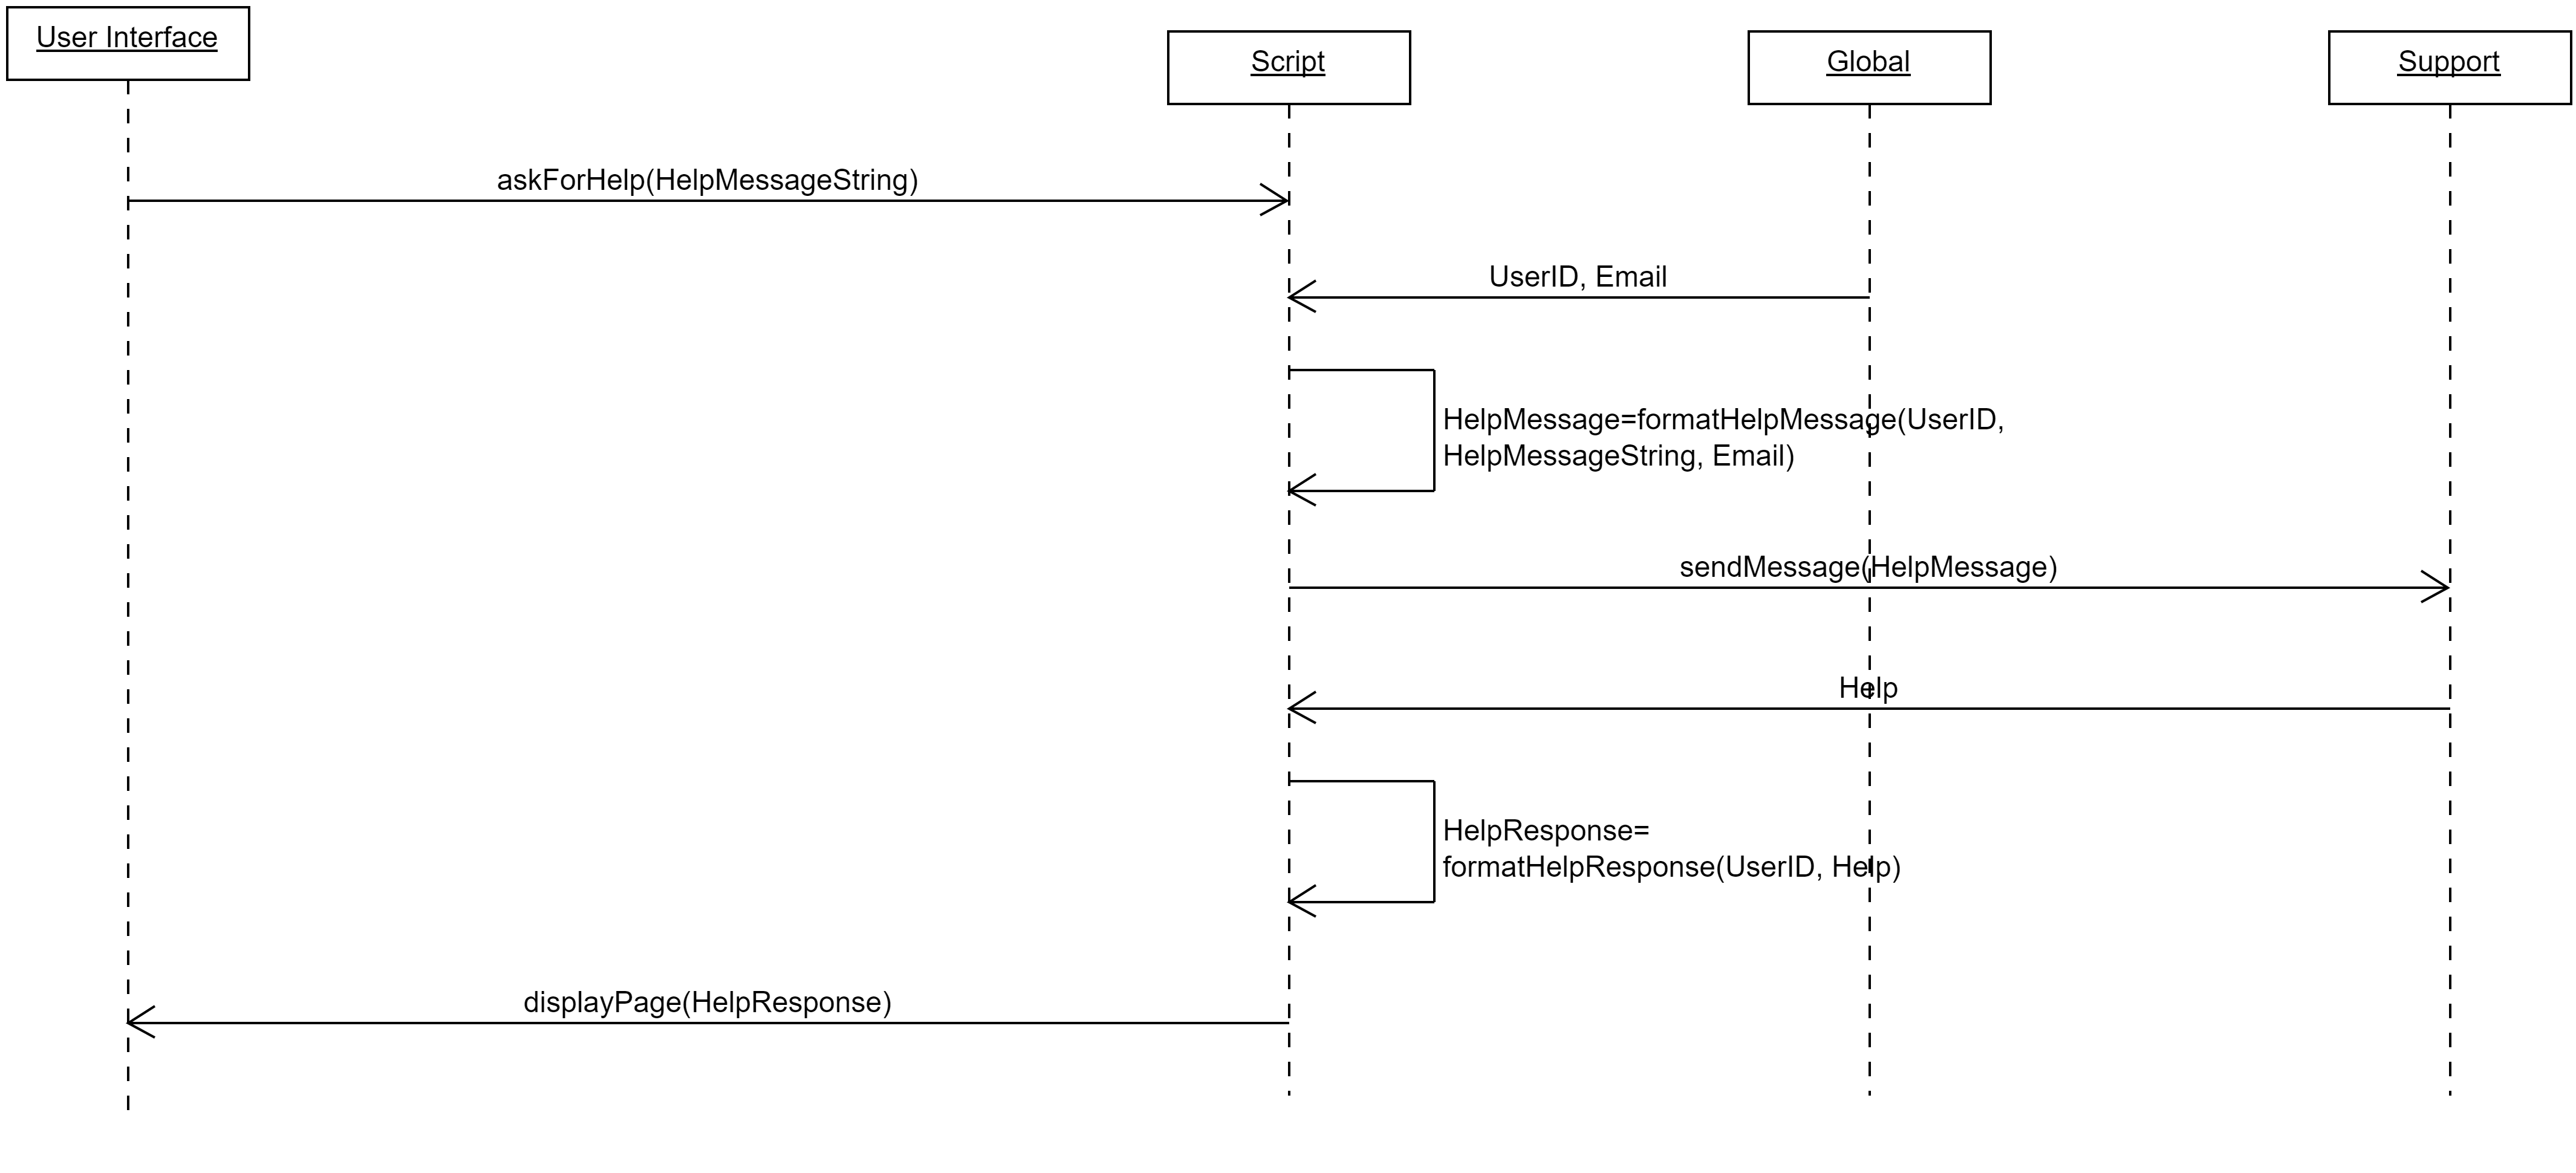 User Interface
Script
Global
Support
askForHelp(HelpMessageString)
UserID, Email
HelpMessage=formatHelpMessage(UserID,
HelpMessageString, Email)
sendMessage(HelpMessage)
Help
HelpResponse=
formatHelpResponse(UserID, Help)
displayPage(HelpResponse)